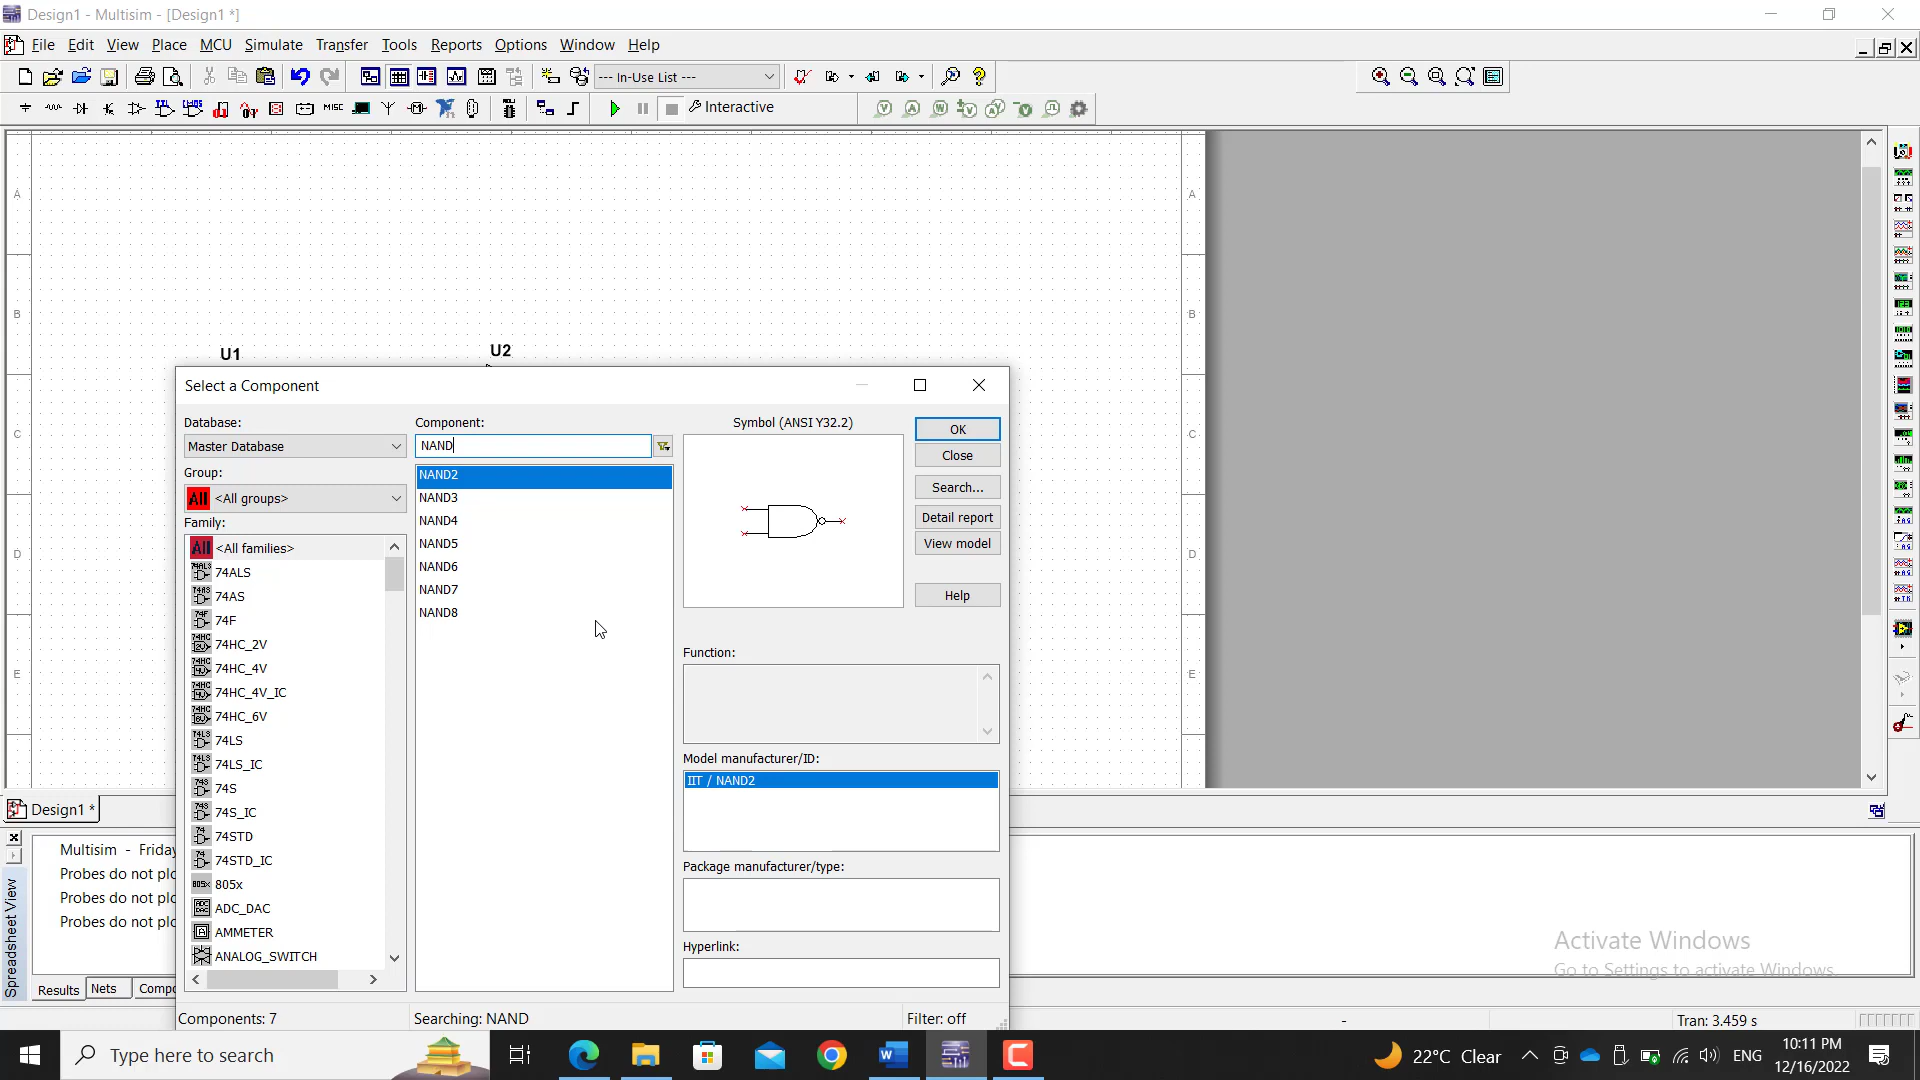 Design1 - Multisim - [Design1 *]
File Edit View Place MCU Simulate Transfer Tools Reports Options Window Help
--- In-Use List ---
MISC
Interactive
A
A
B
B
U1
U2
C
C
D
D
E
E
Select a Component
Database:
Master Database
Group:
All <All groups>
Family:
All <All families>
74ALS
74AS
74F
74HC_2V
74HC_4V
74HC_4V_IC
74HC_6V
74LS
74LS_IC
74S
74S_IC
74STD
74STD_IC
805x
ADC_DAC
AMMETER
ANALOG_SWITCH
Component:
NAND
NAND2
NAND3
NAND4
NAND5
NAND6
NAND7
NAND8
Symbol (ANSI Y32.2)
OK
Close
Search...
Detail report
View model
Help
Function:
Model manufacturer/ID:
IIT / NAND2
Package manufacturer/type:
Hyperlink:
Components: 7
Searching: NAND
Filter: off
Design1 *
Spreadsheet View
Multisim - Friday
Probes do not plo
Probes do not plo
Probes do not plo
Results Nets Compo
Activate Windows
Go to Settings to activate Windows.
-
Tran: 3.459 s
Type here to search
22°C Clear
ENG
10:11 PM
12/16/2022